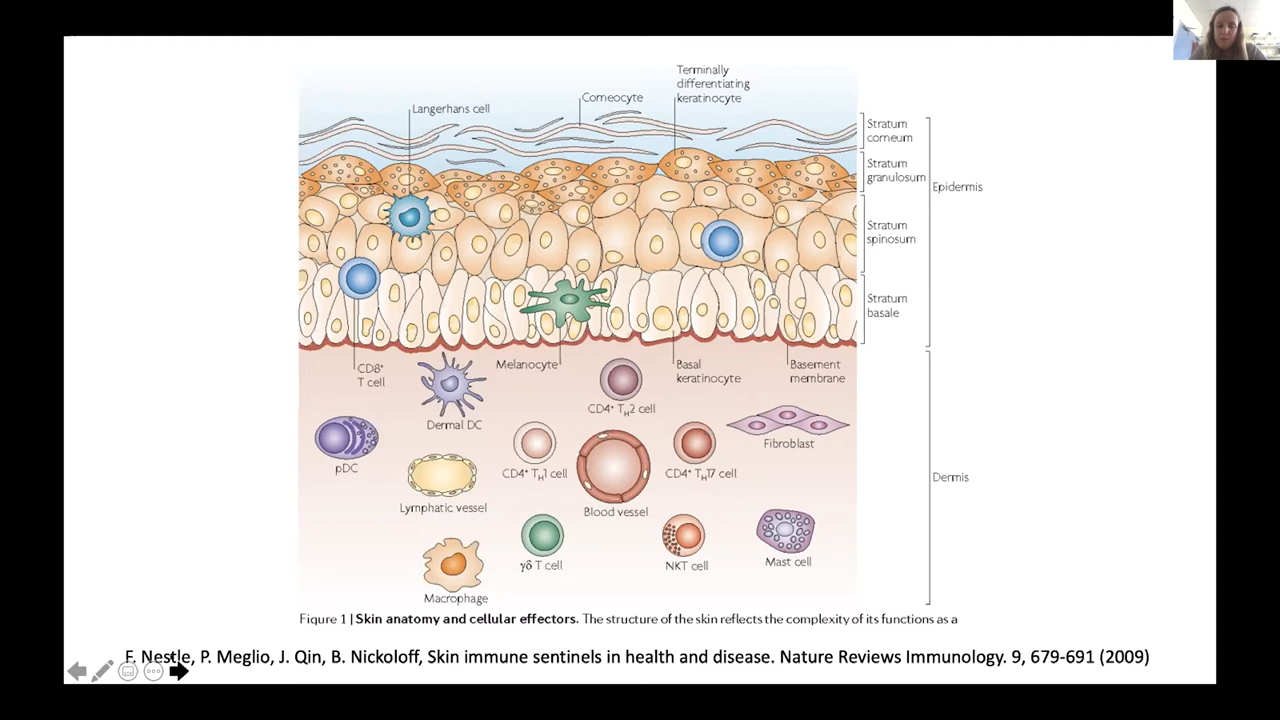 Terminally
differentiating
keratinocyte
Corneocyte
Langerhans cell
Stratum
corneum
Stratum
granulosum
Epidermis
Stratum
spinosum
Stratum
basale
CD8⁺
T cell
Melanocyte
Basal
keratinocyte
Basement
membrane
Dermal DC
CD4⁺ TH2 cell
pDC
CD4⁺ TH1 cell
CD4⁺ TH17 cell
Fibroblast
Dermis
Lymphatic vessel
Blood vessel
γδ T cell
NKT cell
Mast cell
Macrophage
Figure 1 | Skin anatomy and cellular effectors. The structure of the skin reflects the complexity of its functions as a
F. Nestle, P. Meglio, J. Qin, B. Nickoloff, Skin immune sentinels in health and disease. Nature Reviews Immunology. 9, 679-691 (2009)